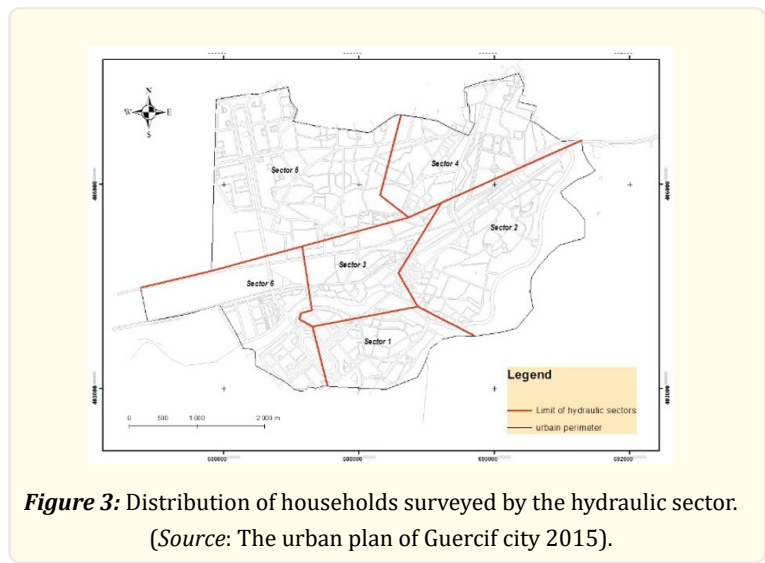 N
W E
S
Sector 5
Sector 4
Sector 2
Sector 3
Sector 6
Sector 1
Legend
Limit of hydraulic sectors
urbain perimeter
0 500 1 000 2 000 m
690000
Figure 3: Distribution of households surveyed by the hydraulic sector.
(Source: The urban plan of Guercif city 2015).